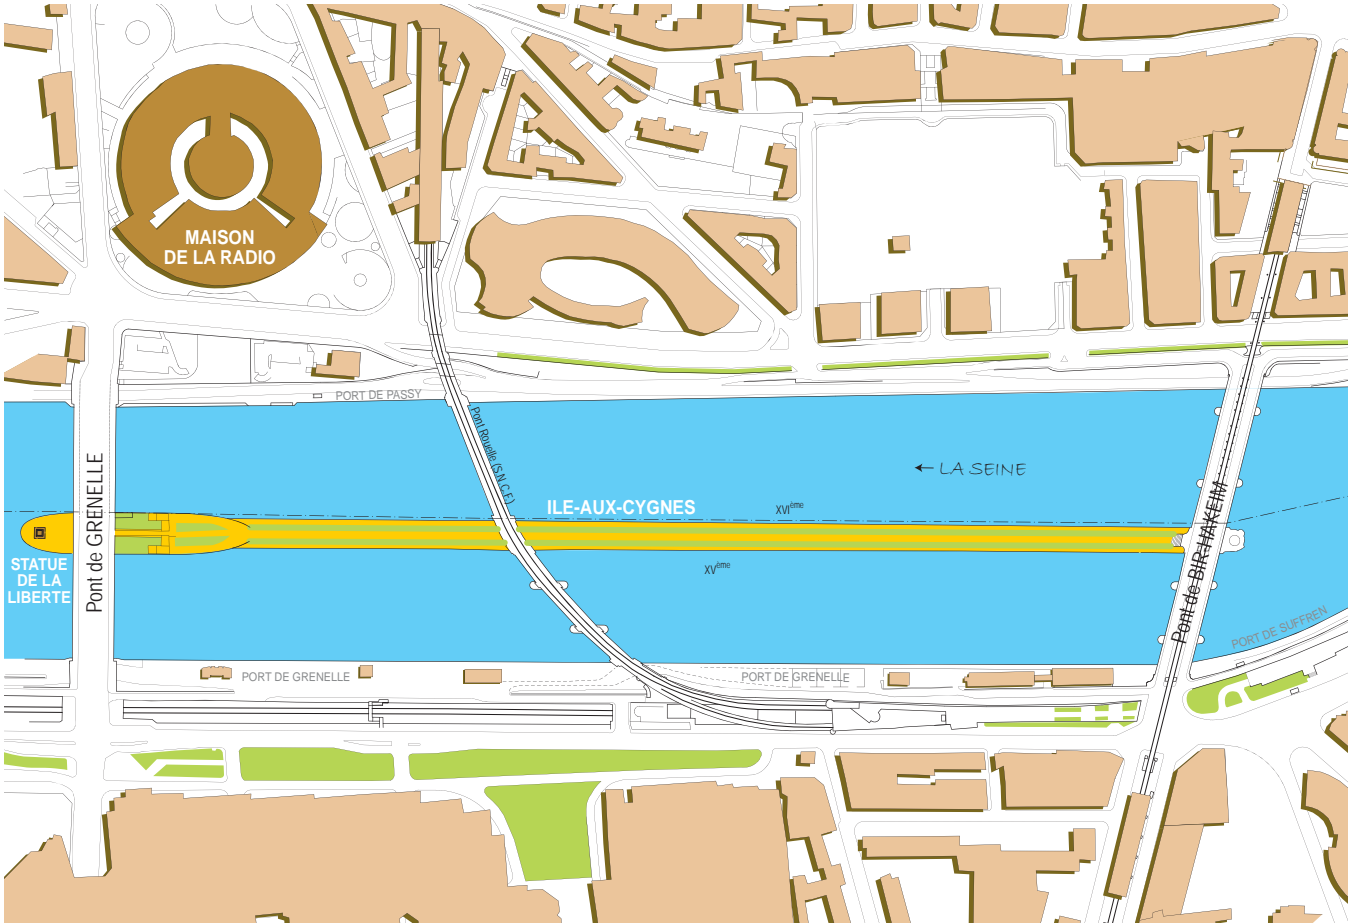 MAISON
DE LA RADIO
PORT DE PASSY
Pont Rouelle (S.N.C.F.)
← LA SEINE
Pont de GRENELLE
ILE-AUX-CYGNES
XVIème
XVème
STATUE
DE LA
LIBERTE
Pont de BIR-HAKEIM
PORT DE SUFFREN
PORT DE GRENELLE
PORT DE GRENELLE